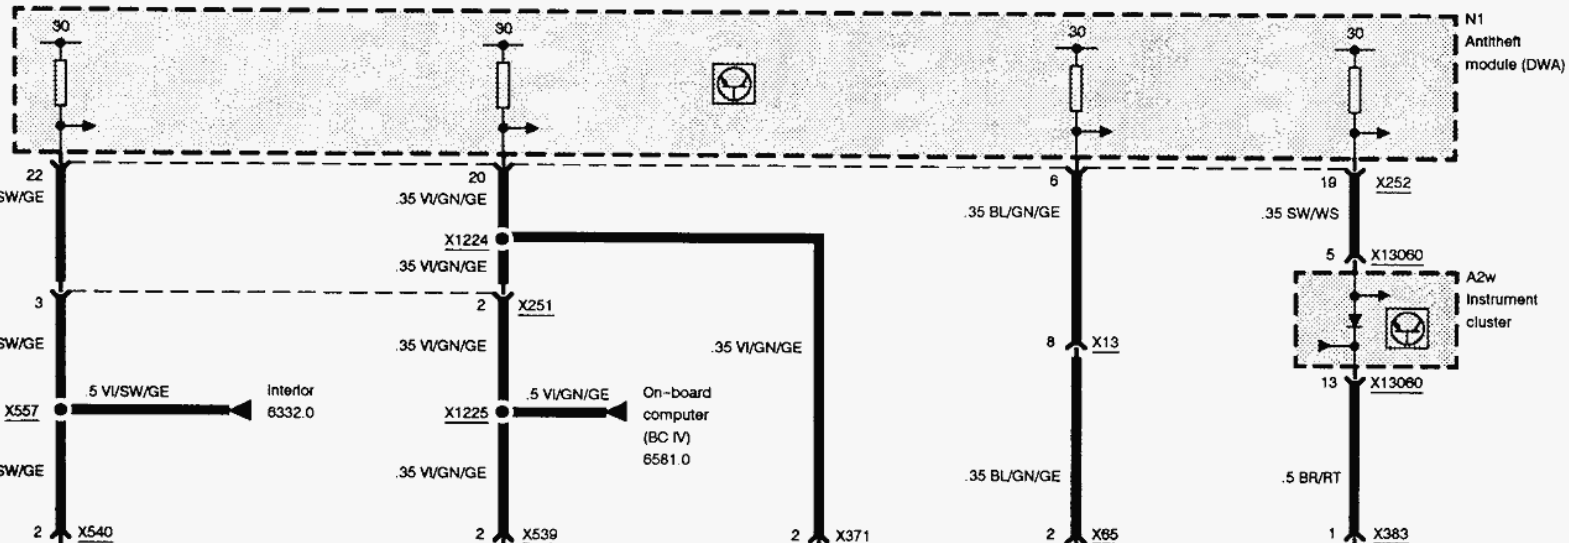 30
30
30
30
N1
Antitheft
module (DWA)
22
20
6
19
X252
SW/GE
.35 VI/GN/GE
.35 BL/GN/GE
.35 SW/WS
X1224
.35 VI/GN/GE
5
X13060
A2w
Instrument
cluster
3
2
X251
SW/GE
.35 VI/GN/GE
.35 VI/GN/GE
8
X13
13
X13060
.5 VI/SW/GE
Interior
6332.0
X557
.5 VI/GN/GE
On-board
computer
(BC IV)
6581.0
X1225
SW/GE
.35 VI/GN/GE
.35 BL/GN/GE
.5 BR/RT
2
X540
2
X539
2
X371
2
X65
1
X383